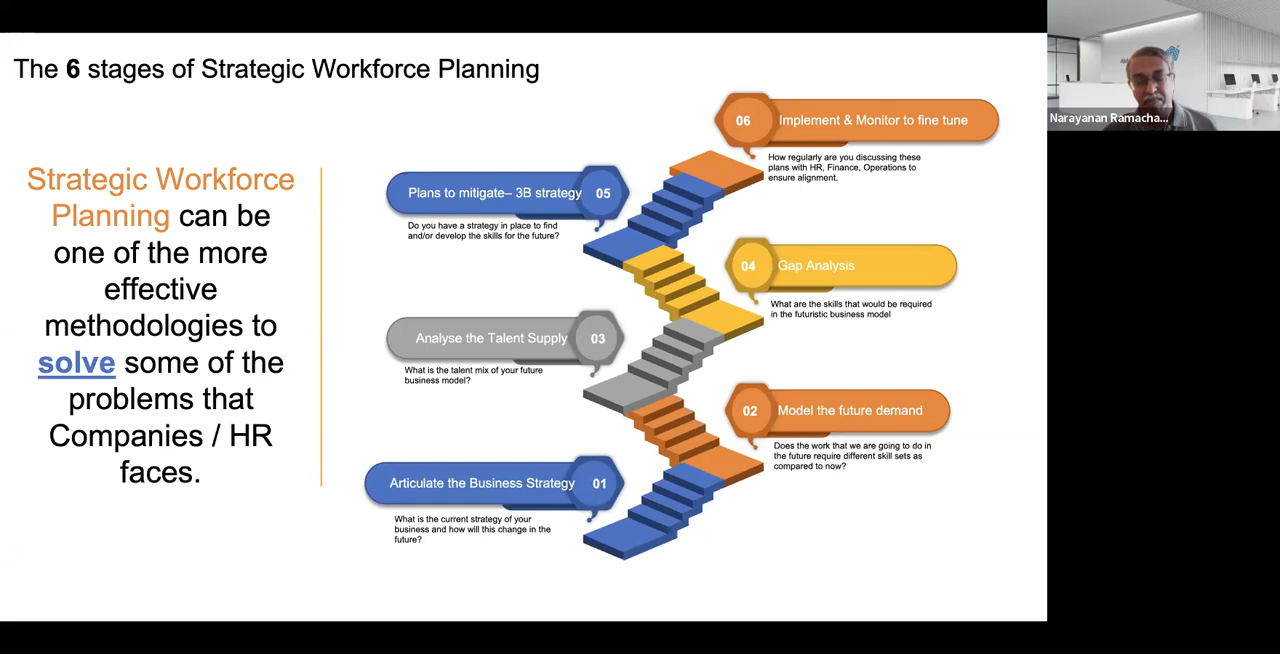 The 6 stages of Strategic Workforce Planning
Strategic Workforce
Planning can be
one of the more
effective
methodologies to
solve some of the
problems that
Companies / HR
faces.
06
Implement & Monitor to fine tune
How regularly are you discussing these
plans with HR, Finance, Operations to
ensure alignment.
Plans to mitigate– 3B strategy
05
Do you have a strategy in place to find
and/or develop the skills for the future?
04
Gap Analysis
What are the skills that would be required
in the futuristic business model
Analyse the Talent Supply
03
What is the talent mix of your future
business model?
02
Model the future demand
Does the work that we are going to do in
the future require different skill sets as
compared to now?
Articulate the Business Strategy
01
What is the current strategy of your
business and how will this change in the
future?
Narayanan Ramacha...